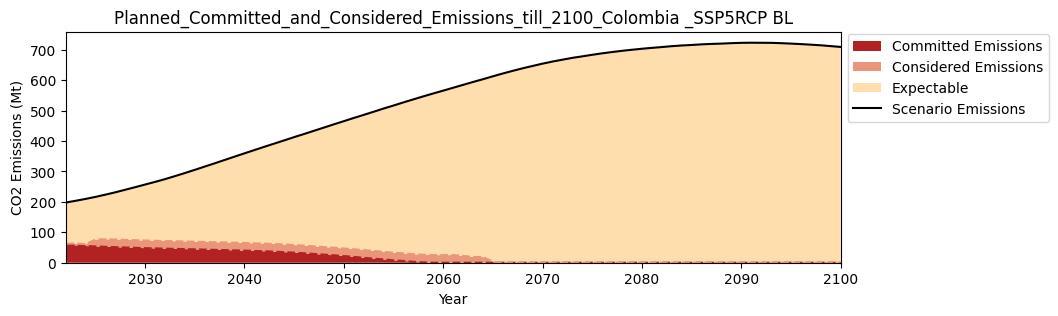 Planned_Committed_and_Considered_Emissions_till_2100_Colombia _SSP5RCP BL
CO2 Emissions (Mt)
700
600
500
400
300
200
100
0
2030 2040 2050 2060 2070 2080 2090 2100
Year
Committed Emissions
Considered Emissions
Expectable
Scenario Emissions